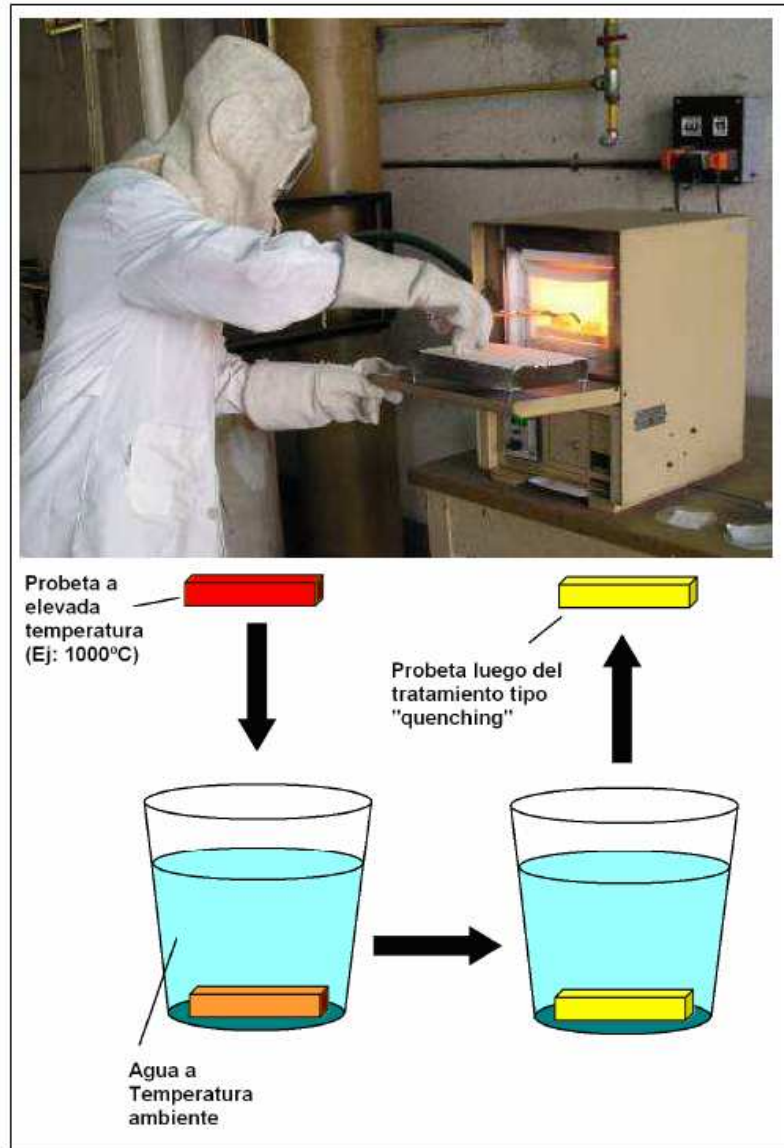 Probeta a
elevada
temperatura
(Ej: 1000ºC)
Probeta luego del
tratamiento tipo
"quenching"
Agua a
Temperatura
ambiente